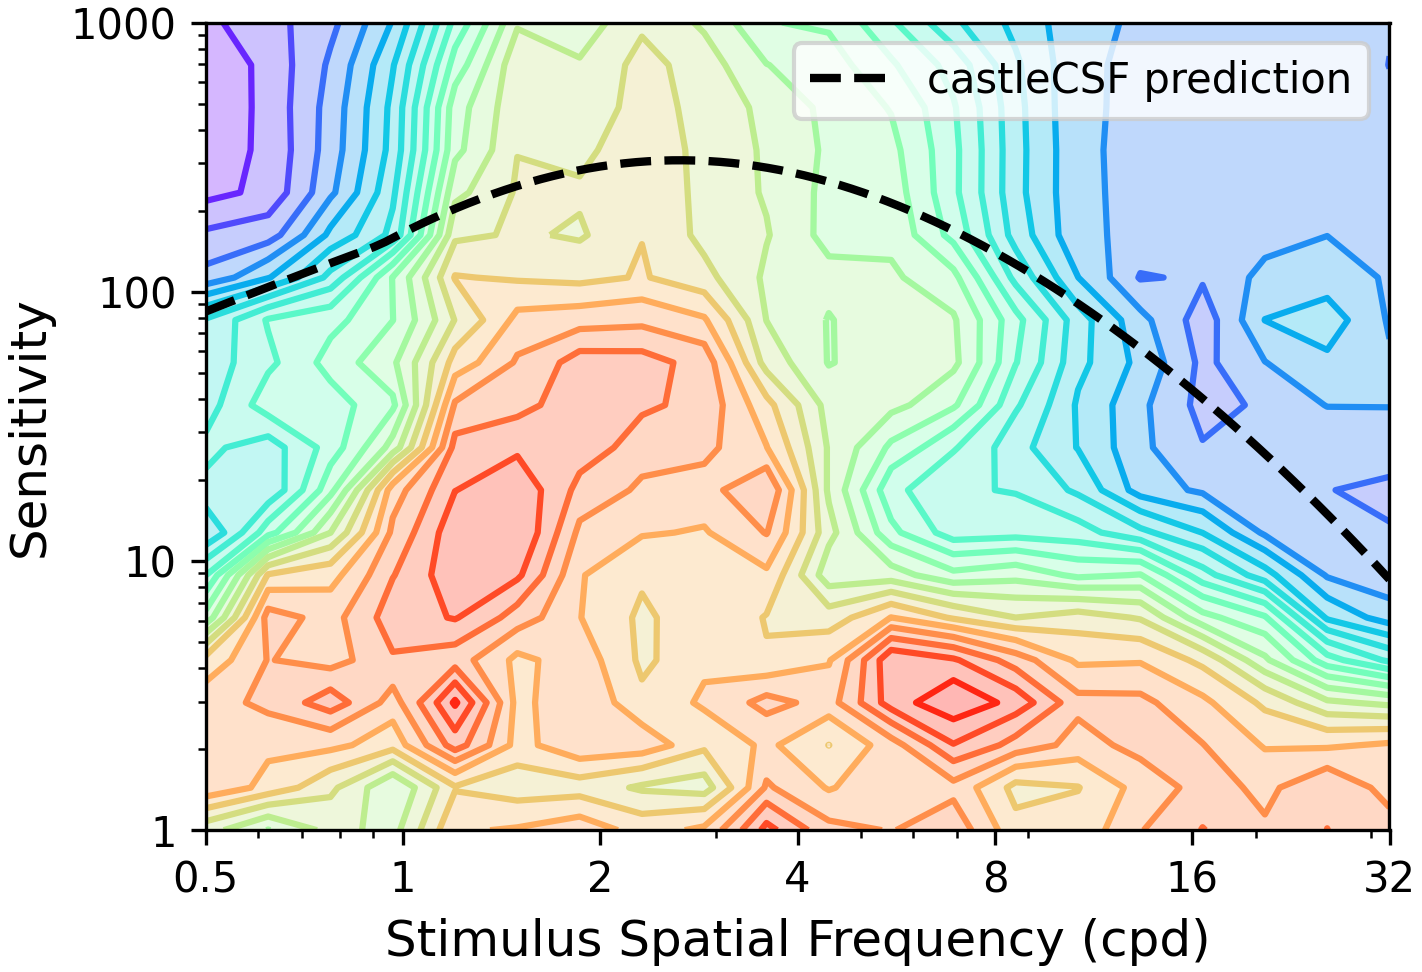 1000
castleCSF prediction
100
Sensitivity
10
1
0.5 1 2 4 8 16 32
Stimulus Spatial Frequency (cpd)